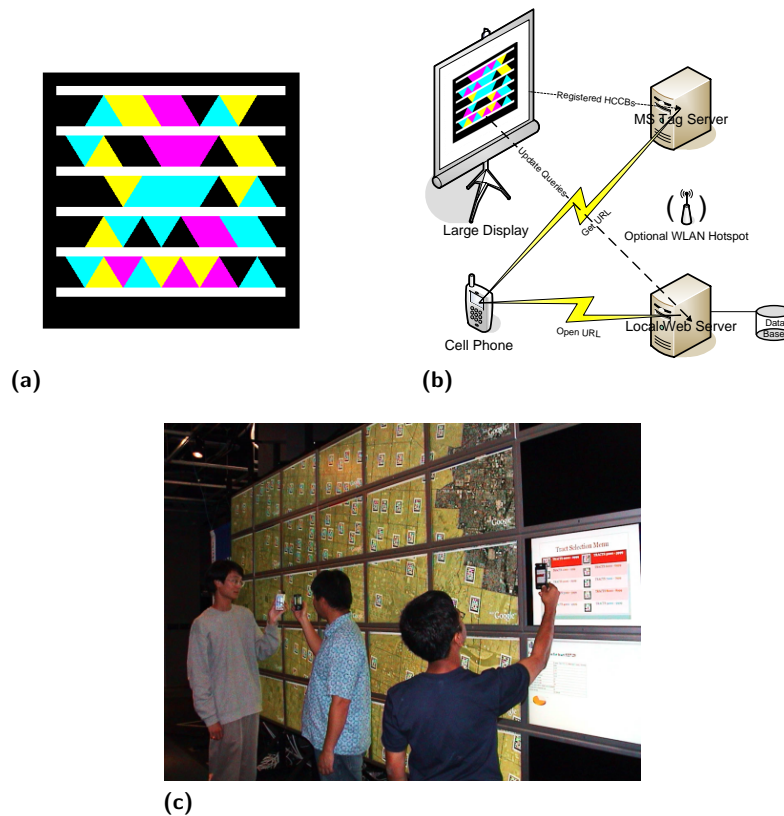 (a)
Registered HCCBs
MS Tag Server
Update Queries
Get URL
Large Display
Optional WLAN Hotspot
Cell Phone
Open URL
Local Web Server
Data
Base
(b)
Google
Google
Google
Tract Selection Menu
(c)